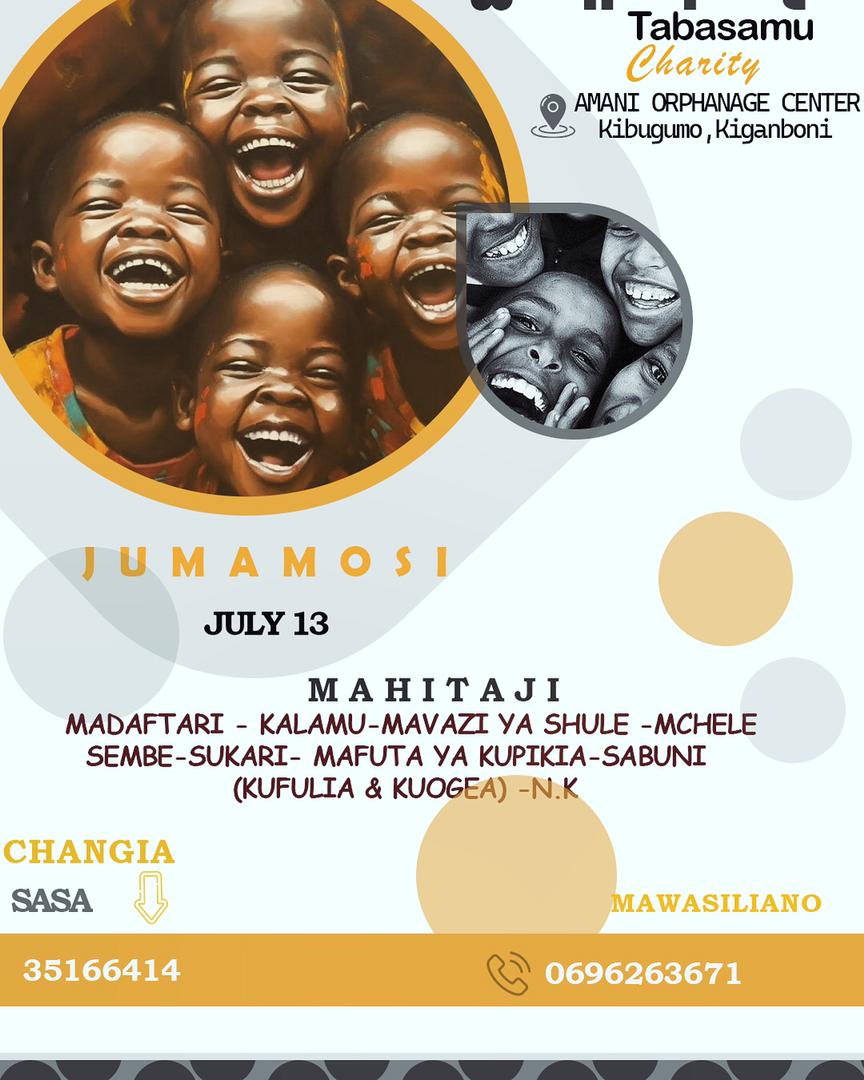 Tabasamu
Charity
AMANI ORPHANAGE CENTER
Kibugumo,Kiganboni
JUMAMOSI
JULY 13
MAHITAJI
MADAFTARI - KALAMU-MAVAZI YA SHULE -MCHELE
SEMBE-SUKARI- MAFUTA YA KUPIKIA-SABUNI
(KUFULIA & KUOGEA) -N.K
CHANGIA
SASA
MAWASILIANO
35166414
0696263671